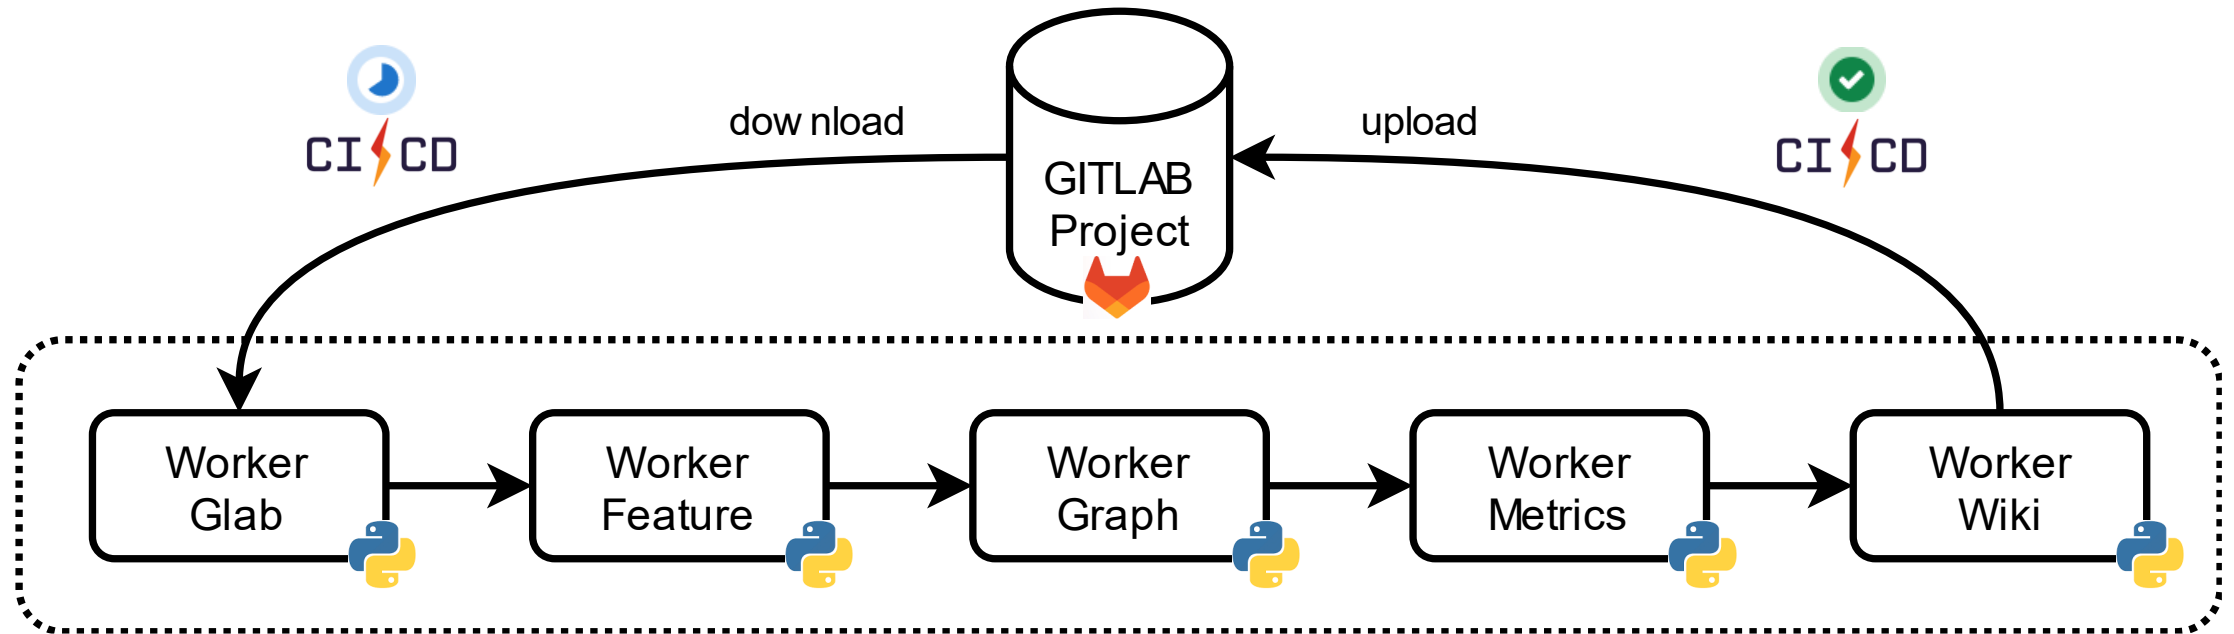 CI CD
dow nload
GITLAB
Project
upload
CI CD
Worker
Glab
Worker
Feature
Worker
Graph
Worker
Metrics
Worker
Wiki